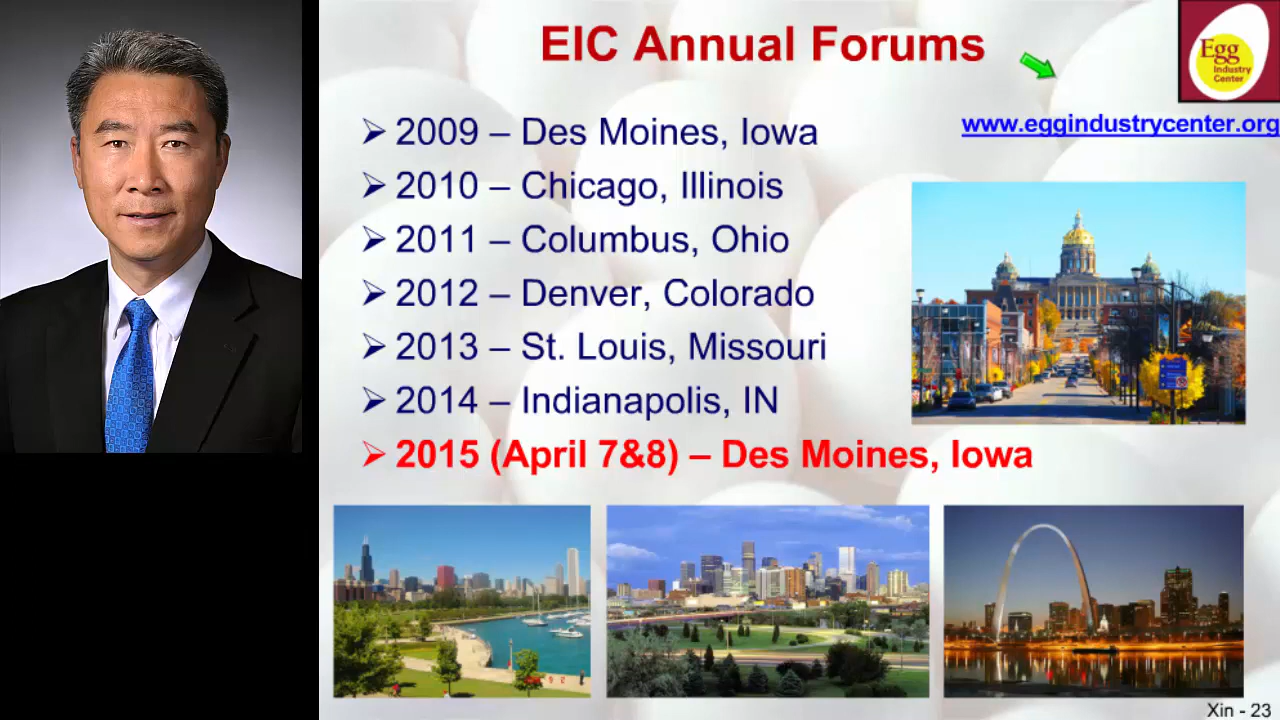 EIC Annual Forums
Egg
Industry
Center
www.eggindustrycenter.org
➢ 2009 – Des Moines, Iowa
➢ 2010 – Chicago, Illinois
➢ 2011 – Columbus, Ohio
➢ 2012 – Denver, Colorado
➢ 2013 – St. Louis, Missouri
➢ 2014 – Indianapolis, IN
➢ 2015 (April 7&8) – Des Moines, Iowa
Xin - 23